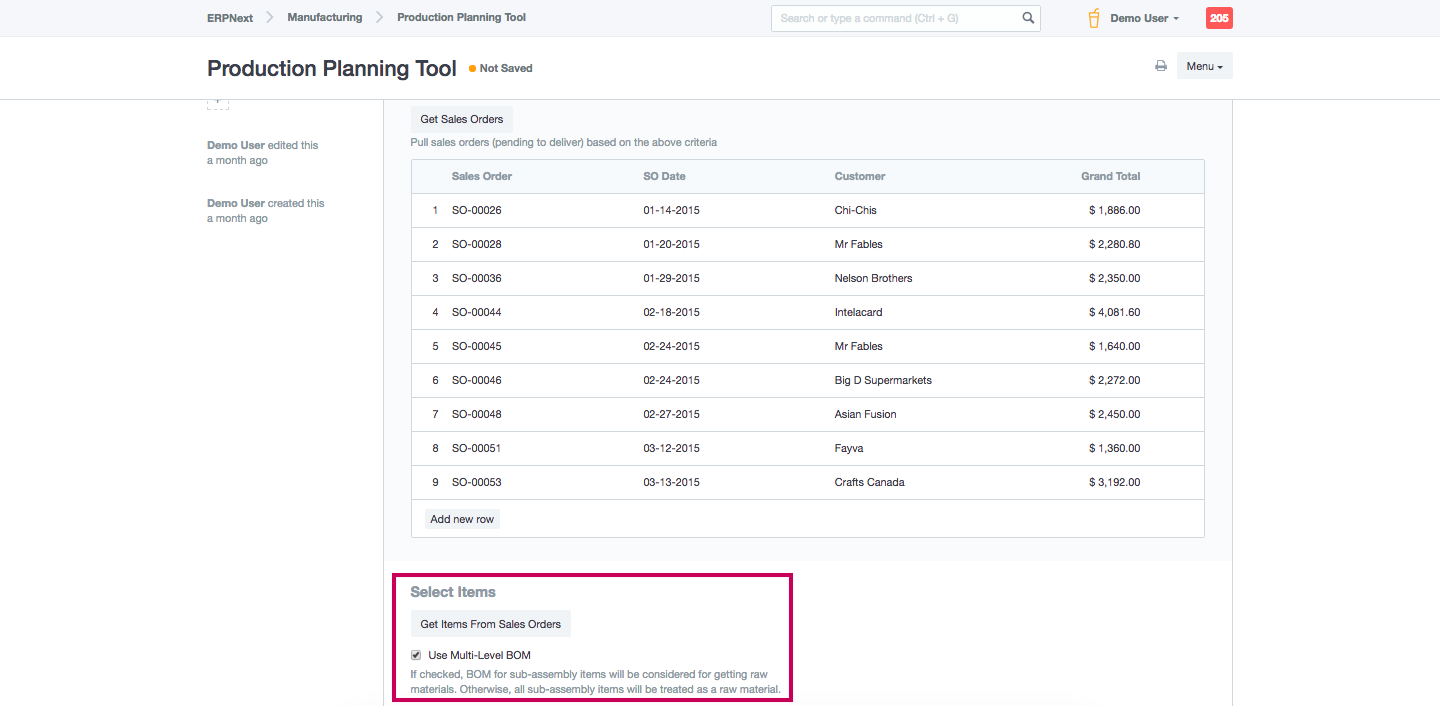 ERPNext Manufacturing Production Planning Tool Search or type a command (Ctrl + G) Demo User 205
Production Planning Tool Not Saved Menu
Get Sales Orders
Pull sales orders (pending to deliver) based on the above criteria
Demo User edited this
a month ago
Demo User created this
a month ago
Sales Order SO Date Customer Grand Total
1 SO-00026 01-14-2015 Chi-Chis $ 1,886.00
2 SO-00028 01-20-2015 Mr Fables $ 2,280.80
3 SO-00036 01-29-2015 Nelson Brothers $ 2,350.00
4 SO-00044 02-18-2015 Intelacard $ 4,081.60
5 SO-00045 02-24-2015 Mr Fables $ 1,640.00
6 SO-00046 02-24-2015 Big D Supermarkets $ 2,272.00
7 SO-00048 02-27-2015 Asian Fusion $ 2,450.00
8 SO-00051 03-12-2015 Fayva $ 1,360.00
9 SO-00053 03-13-2015 Crafts Canada $ 3,192.00
Add new row
Select Items
Get Items From Sales Orders
Use Multi-Level BOM
If checked, BOM for sub-assembly items will be considered for getting raw
materials. Otherwise, all sub-assembly items will be treated as a raw material.